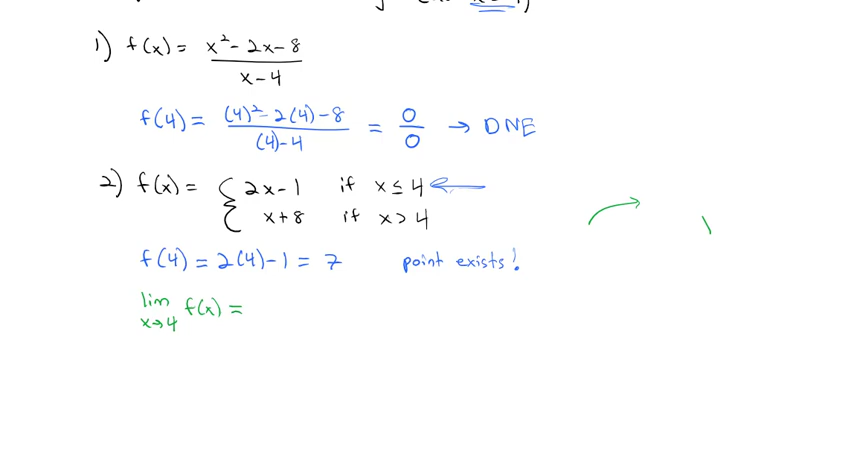 1) f(x) = x² - 2x - 8 / x - 4
f(4) = (4)² - 2(4) - 8 / (4) - 4 = 0/0 → DNE
2) f(x) = { 2x - 1 if x ≤ 4 ←
x + 8 if x > 4
f(4) = 2(4) - 1 = 7 point exists!
lim x→4 f(x) =